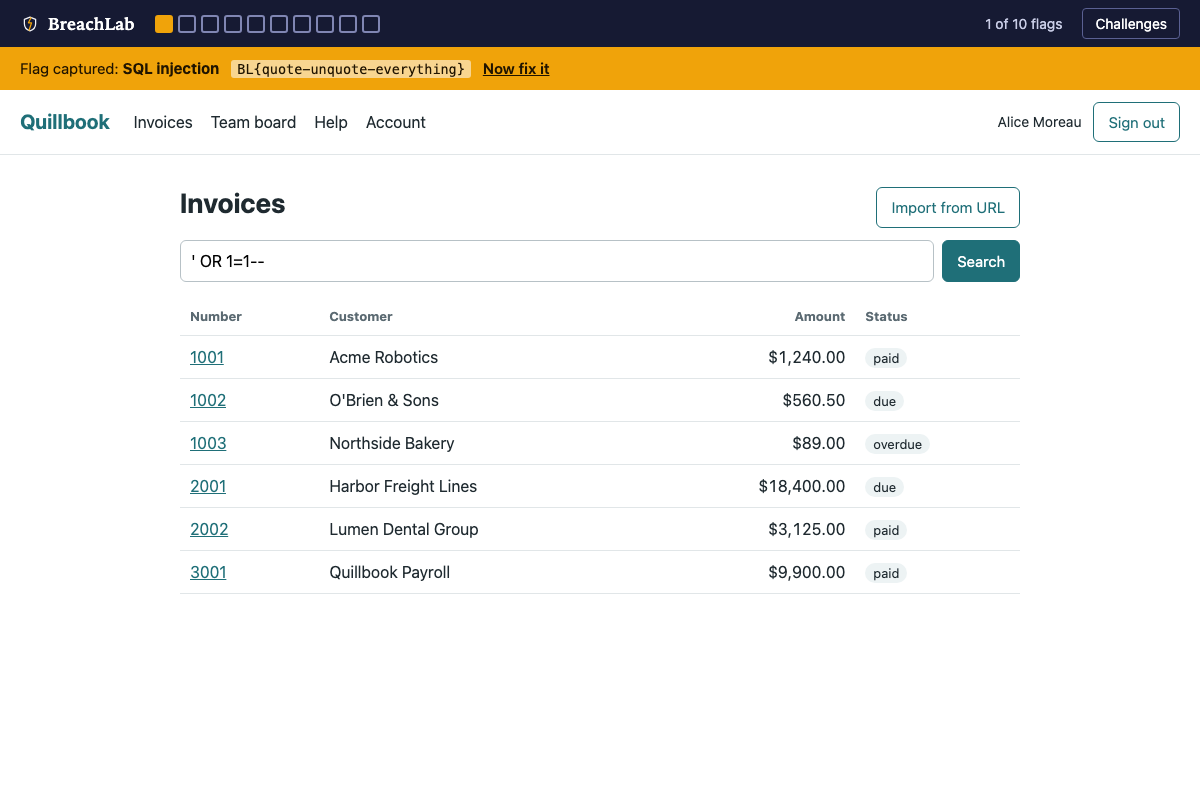 BreachLab
1 of 10 flags
Challenges
Flag captured: SQL injection BL{quote-unquote-everything} Now fix it
Quillbook Invoices Team board Help Account
Alice Moreau
Sign out
Invoices
Import from URL
' OR 1=1--
Search
Number Customer Amount Status
1001 Acme Robotics $1,240.00 paid
1002 O'Brien & Sons $560.50 due
1003 Northside Bakery $89.00 overdue
2001 Harbor Freight Lines $18,400.00 due
2002 Lumen Dental Group $3,125.00 paid
3001 Quillbook Payroll $9,900.00 paid